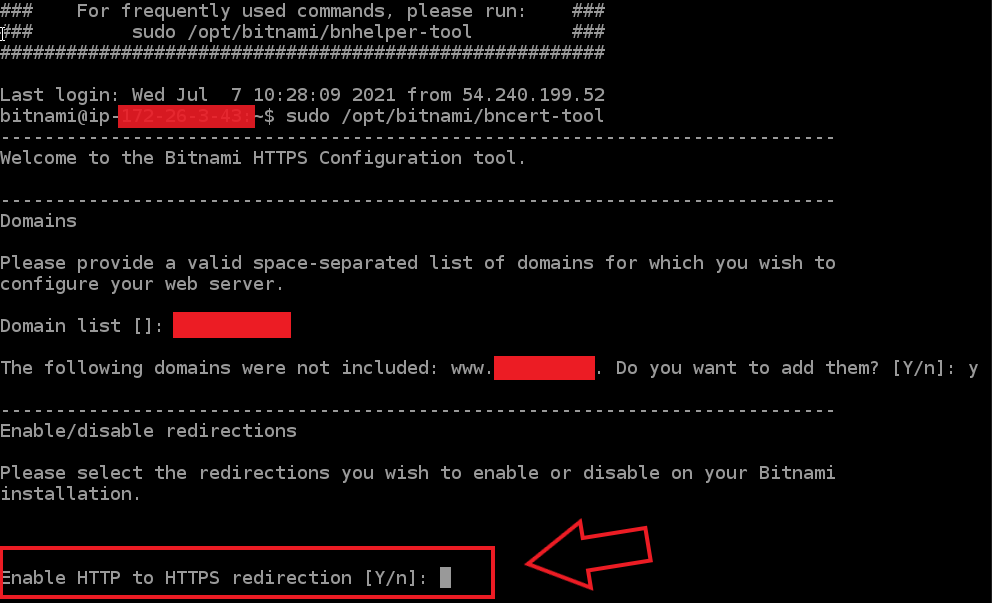 ### For frequently used commands, please run: ###
### sudo /opt/bitnami/bnhelper-tool ###
#######################################################
Last login: Wed Jul 7 10:28:09 2021 from 54.240.199.52
bitnami@ip-172-26-3-43:~$ sudo /opt/bitnami/bncert-tool
----------------------------------------------------------------------------
Welcome to the Bitnami HTTPS Configuration tool.
----------------------------------------------------------------------------
Domains
Please provide a valid space-separated list of domains for which you wish to
configure your web server.
Domain list []:
The following domains were not included: www. . Do you want to add them? [Y/n]: y
----------------------------------------------------------------------------
Enable/disable redirections
Please select the redirections you wish to enable or disable on your Bitnami
installation.
Enable HTTP to HTTPS redirection [Y/n]: